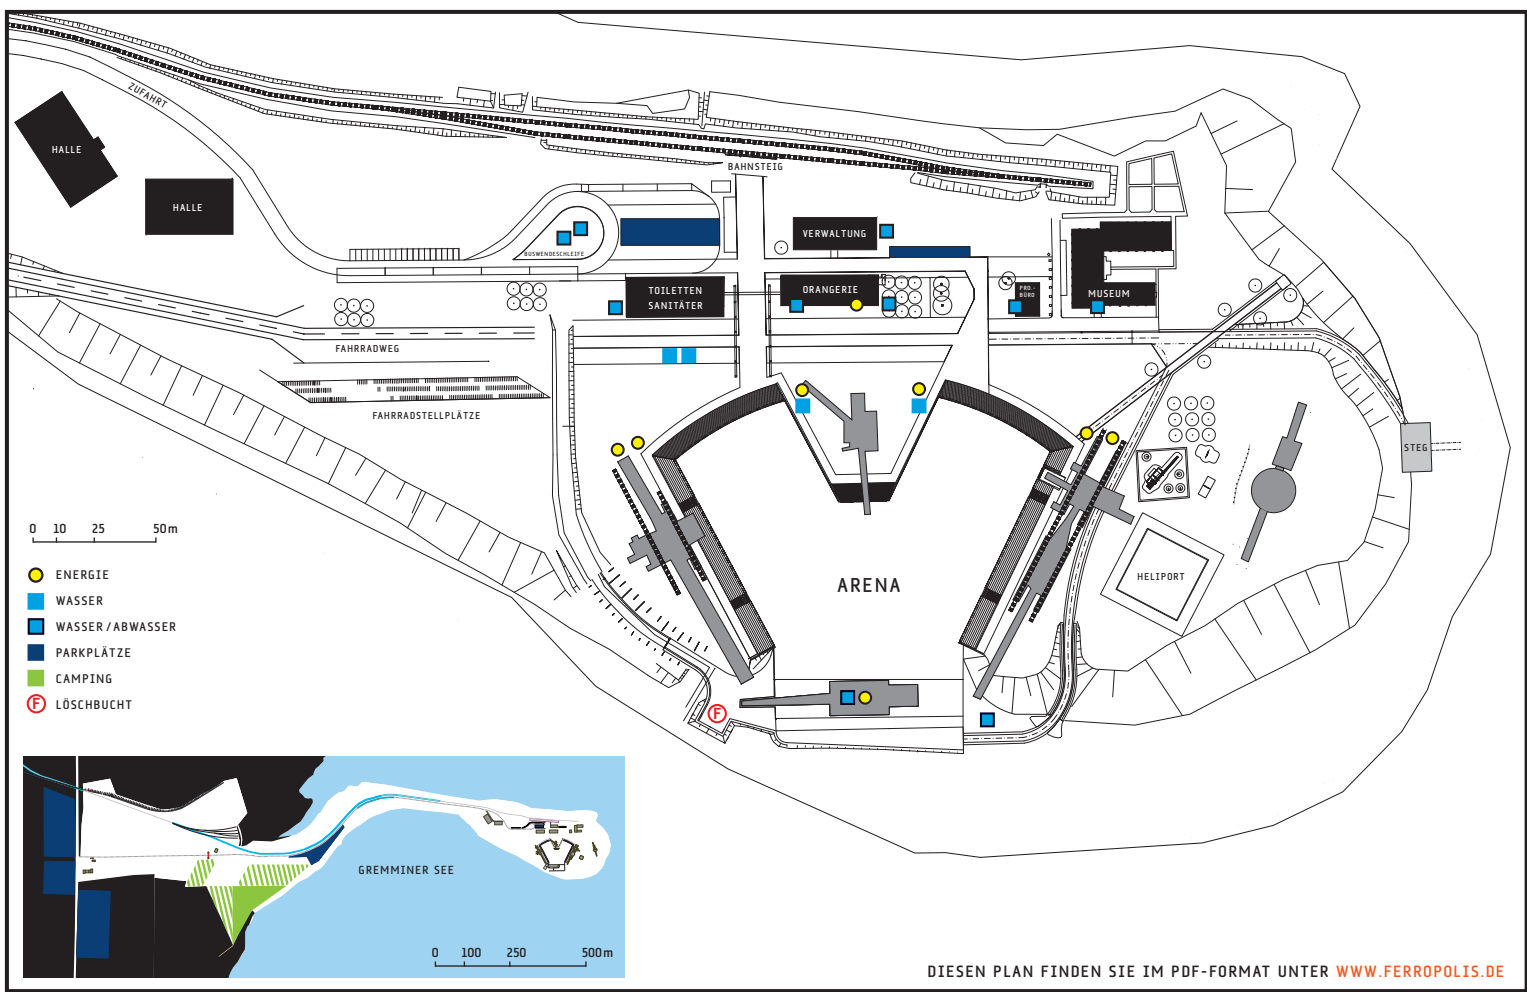 ZUFAHRT
HALLE
HALLE
BAHNSTEIG
BUSWENDESCHLEIFE
VERWALTUNG
TOILETTEN
SANITÄTER
ORANGERIE
PRO.-
BÜRO
MUSEUM
FAHRRADWEG
FAHRRADSTELLPLÄTZE
STEG
HELIPORT
ARENA
0 10 25 50m
ENERGIE
WASSER
WASSER/ABWASSER
PARKPLÄTZE
CAMPING
F LÖSCHBUCHT
F
GREMMINER SEE
0 100 250 500m
DIESEN PLAN FINDEN SIE IM PDF-FORMAT UNTER WWW.FERROPOLIS.DE